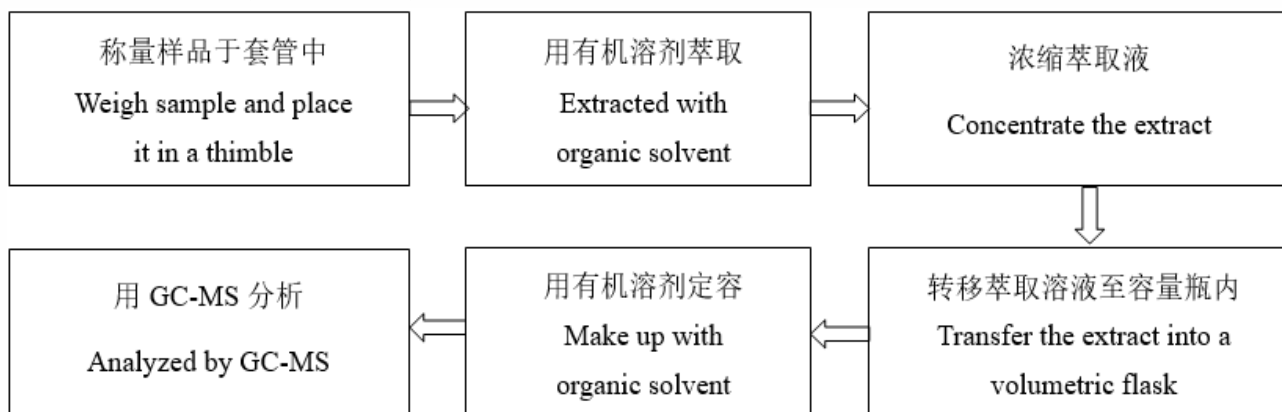 称量样品于套管中
Weigh sample and place
it in a thimble
用有机溶剂萃取
Extracted with
organic solvent
浓缩萃取液
Concentrate the extract
转移萃取溶液至容量瓶内
Transfer the extract into a
volumetric flask
用有机溶剂定容
Make up with
organic solvent
用 GC-MS 分析
Analyzed by GC-MS